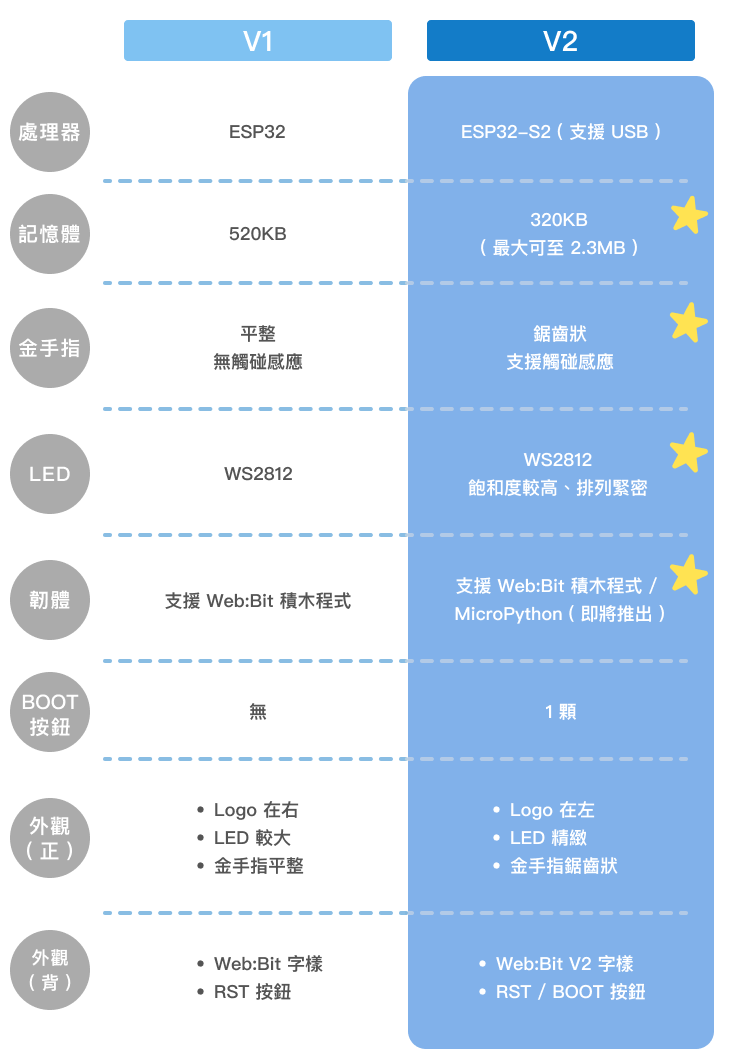 V1
V2
處理器
ESP32
ESP32-S2（支援 USB）
記憶體
520KB
320KB
（最大可至 2.3MB）
金手指
平整
無觸碰感應
鋸齒狀
支援觸碰感應
LED
WS2812
WS2812
飽和度較高、排列緊密
韌體
支援 Web:Bit 積木程式
支援 Web:Bit 積木程式 /
MicroPython（即將推出）
BOOT
按鈕
無
1 顆
外觀
（正）
• Logo 在右
• LED 較大
• 金手指平整
• Logo 在左
• LED 精緻
• 金手指鋸齒狀
外觀
（背）
• Web:Bit 字樣
• RST 按鈕
• Web:Bit V2 字樣
• RST / BOOT 按鈕